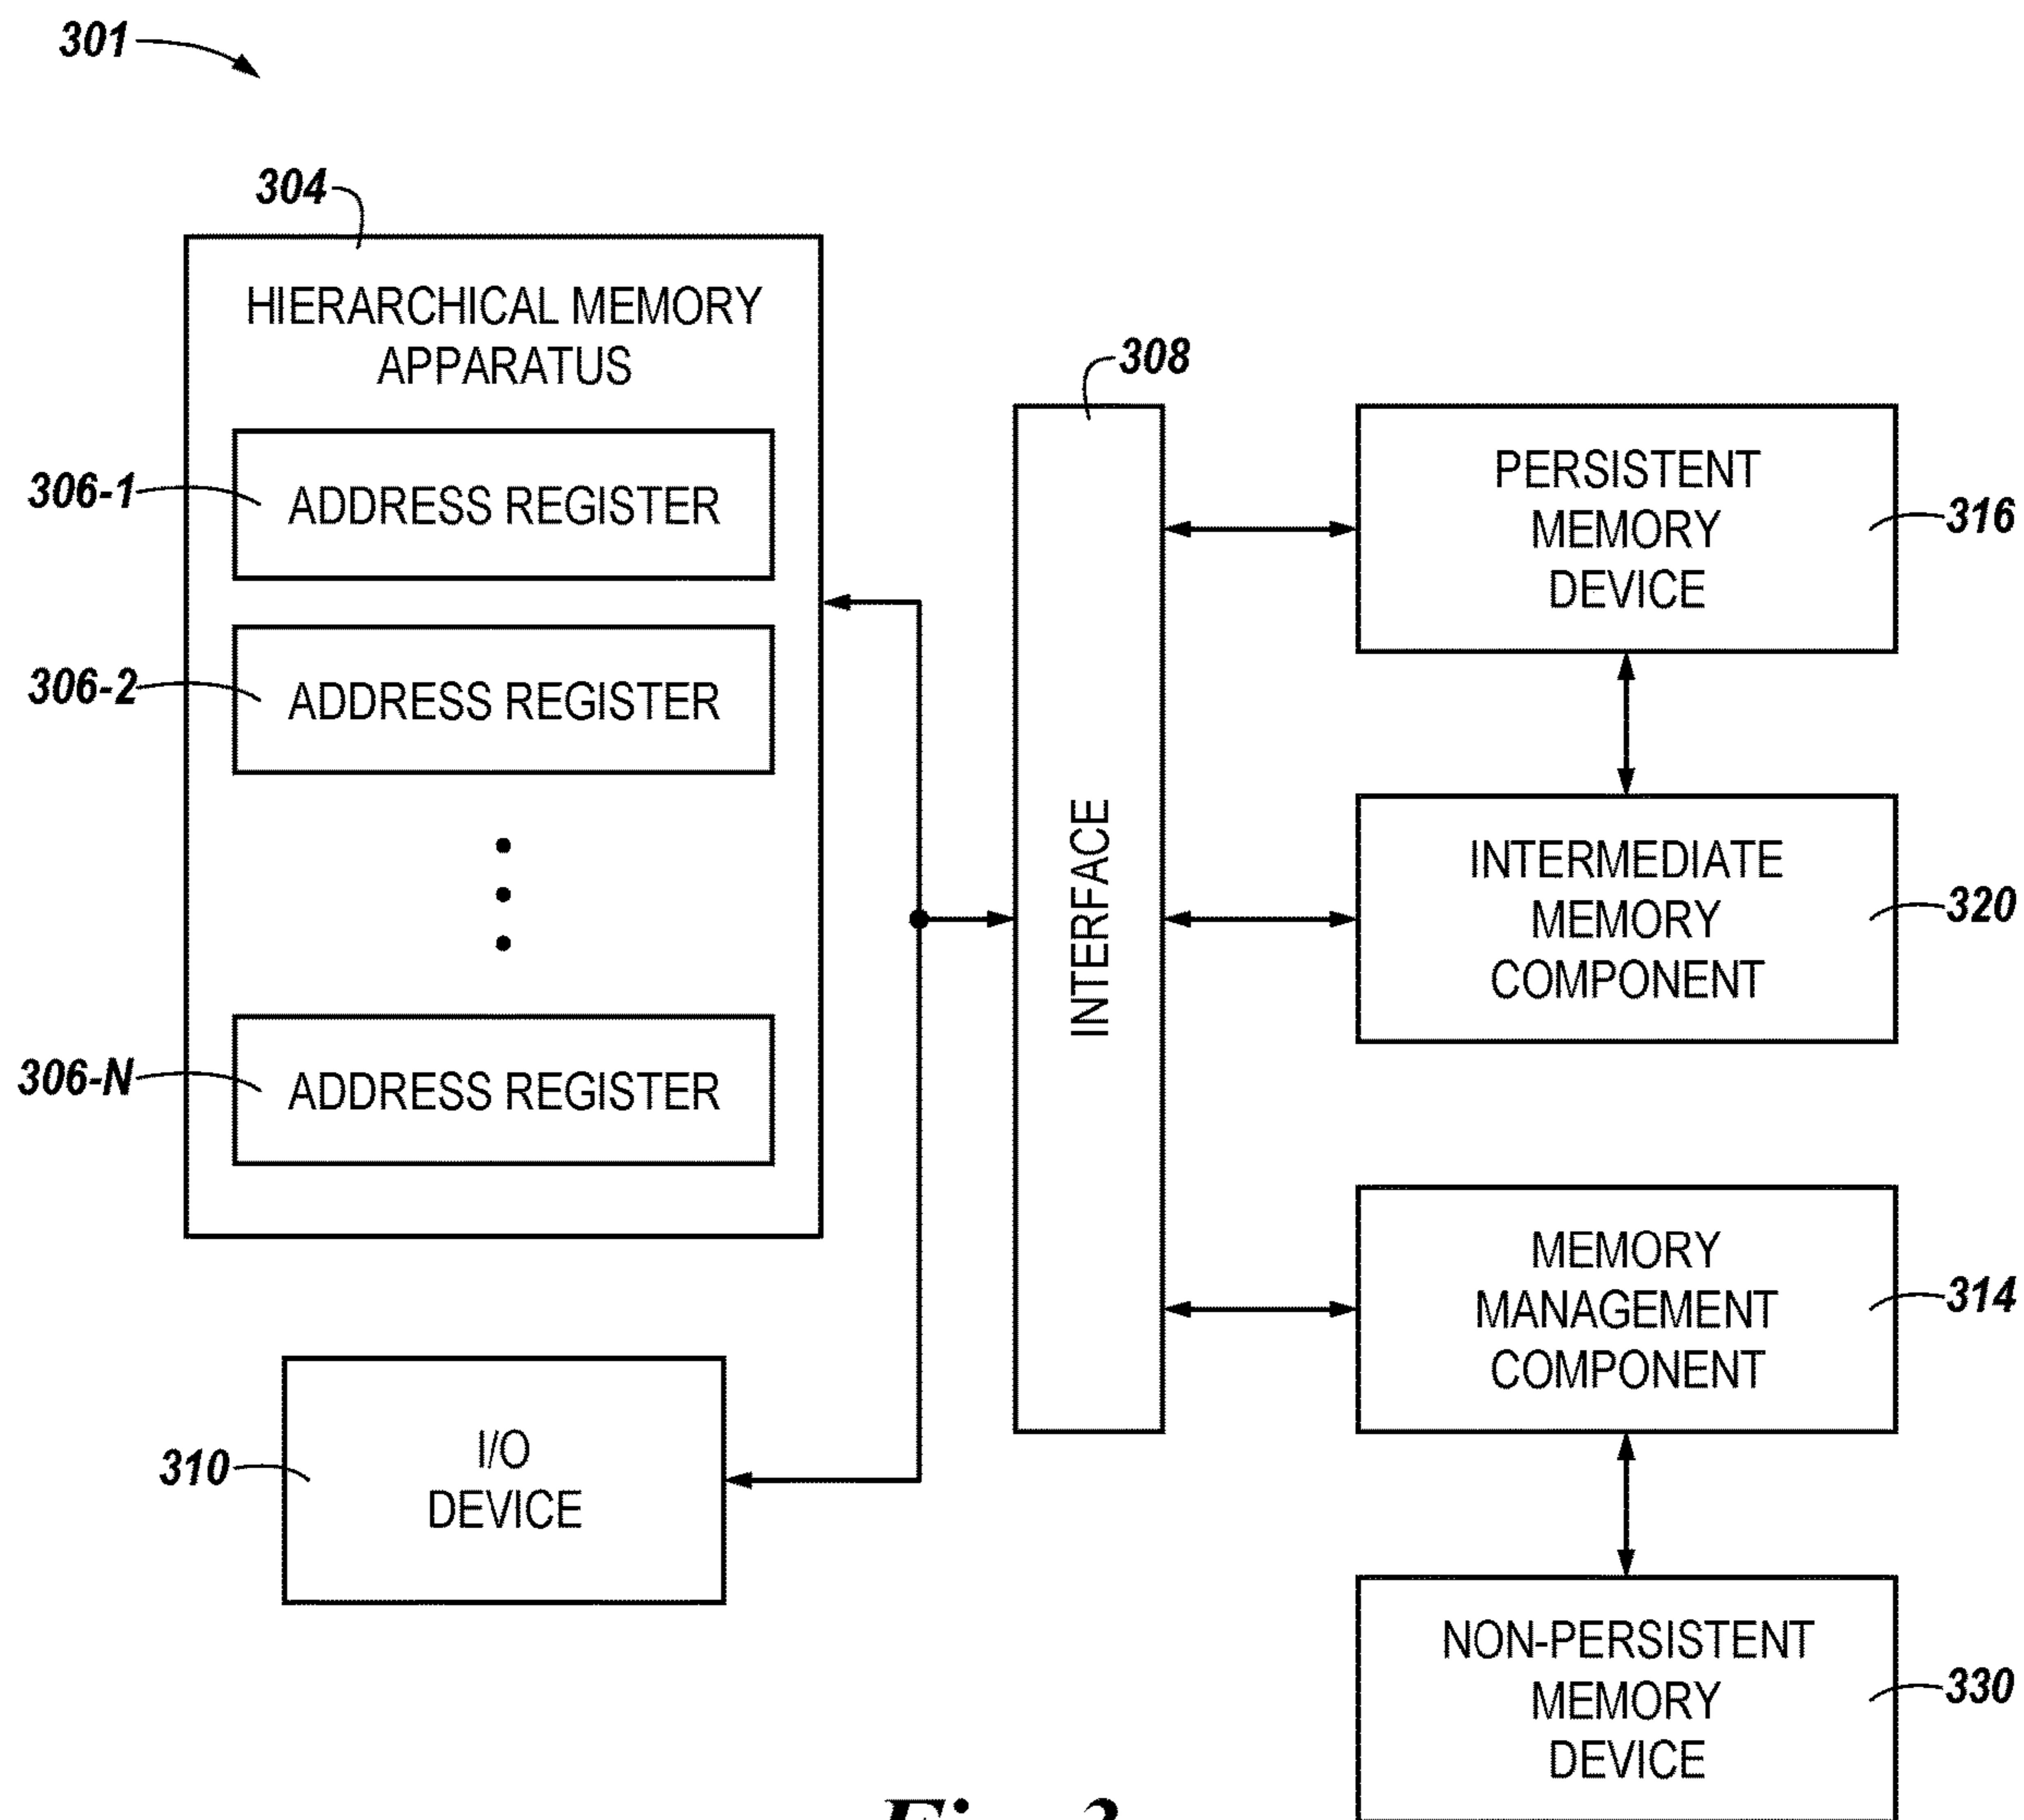 301
304
HIERARCHICAL MEMORY
APPARATUS
306-1
ADDRESS REGISTER
306-2
ADDRESS REGISTER
306-N
ADDRESS REGISTER
310
I/O
DEVICE
308
INTERFACE
PERSISTENT
MEMORY
DEVICE
316
INTERMEDIATE
MEMORY
COMPONENT
320
MEMORY
MANAGEMENT
COMPONENT
314
NON-PERSISTENT
MEMORY
DEVICE
330